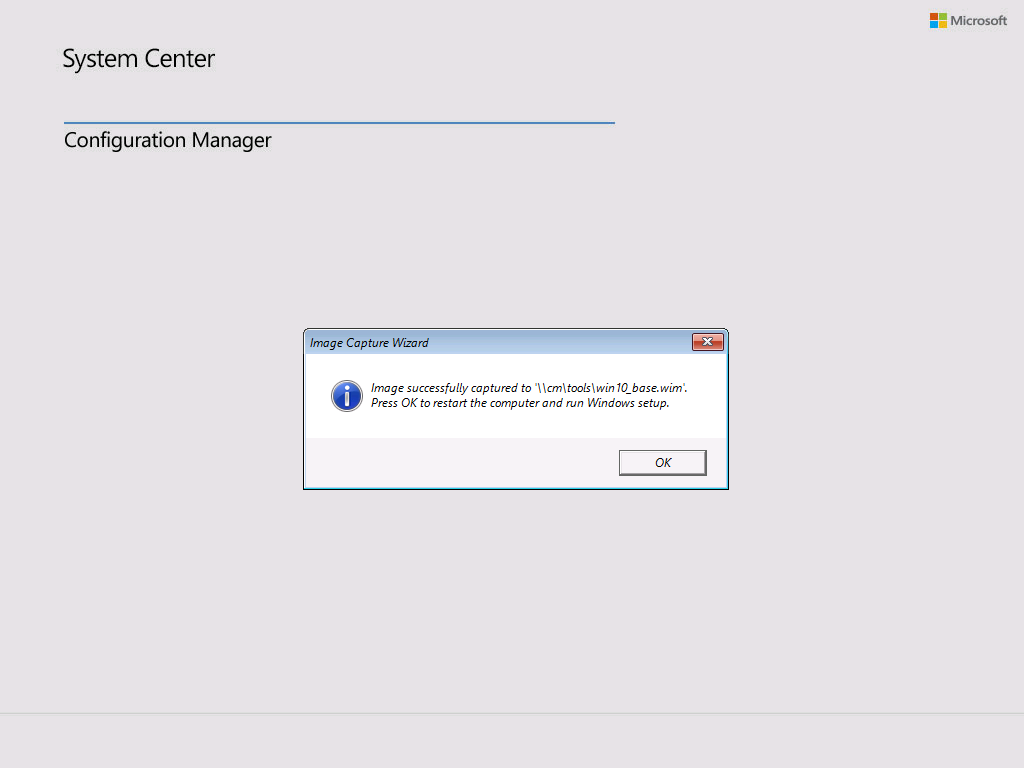 Microsoft
System Center
Configuration Manager
Image Capture Wizard
Image successfully captured to '\\cm\tools\win10_base.wim'.
Press OK to restart the computer and run Windows setup.
OK